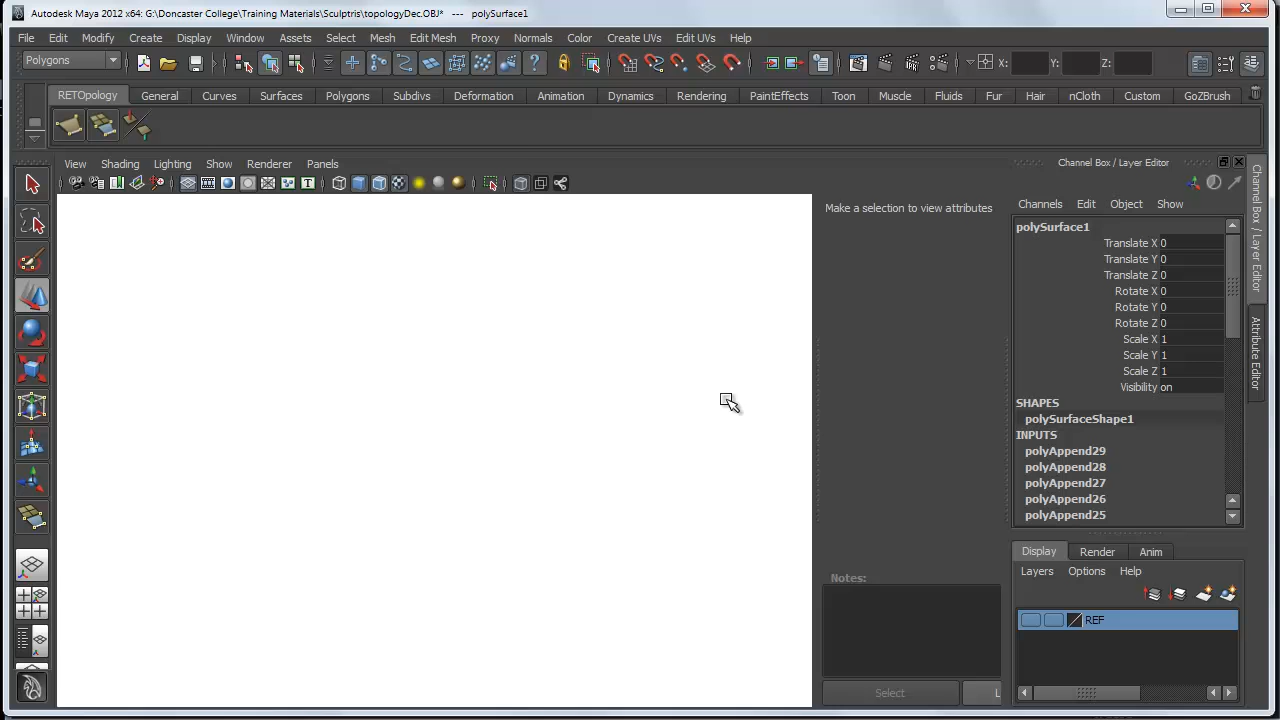 Autodesk Maya 2012 x64: G:\Doncaster College\Training Materials\Sculptris\topologyDec.OBJ* --- polySurface1
File Edit Modify Create Display Window Assets Select Mesh Edit Mesh Proxy Normals Color Create UVs Edit UVs Help
Polygons X: Y: Z:
RETOpology General Curves Surfaces Polygons Subdivs Deformation Animation Rendering Dynamics PaintEffects Toon Muscle Fluids Fur Hair nCloth Custom GoZBrush
View Shading Lighting Show Renderer Panels
Channel Box / Layer Editor
Make a selection to view attributes
Channels Edit Object Show
polySurface1
Translate X 0
Translate Y 0
Translate Z 0
Rotate X 0
Rotate Y 0
Rotate Z 0
Scale X 1
Scale Y 1
Scale Z 1
Visibility on
SHAPES
polySurfaceShape1
INPUTS
polyAppend29
polyAppend28
polyAppend27
polyAppend26
polyAppend25
Channel Box / Layer Editor
Attribute Editor
Display Render Anim
Layers Options Help
REF
Notes:
Select L